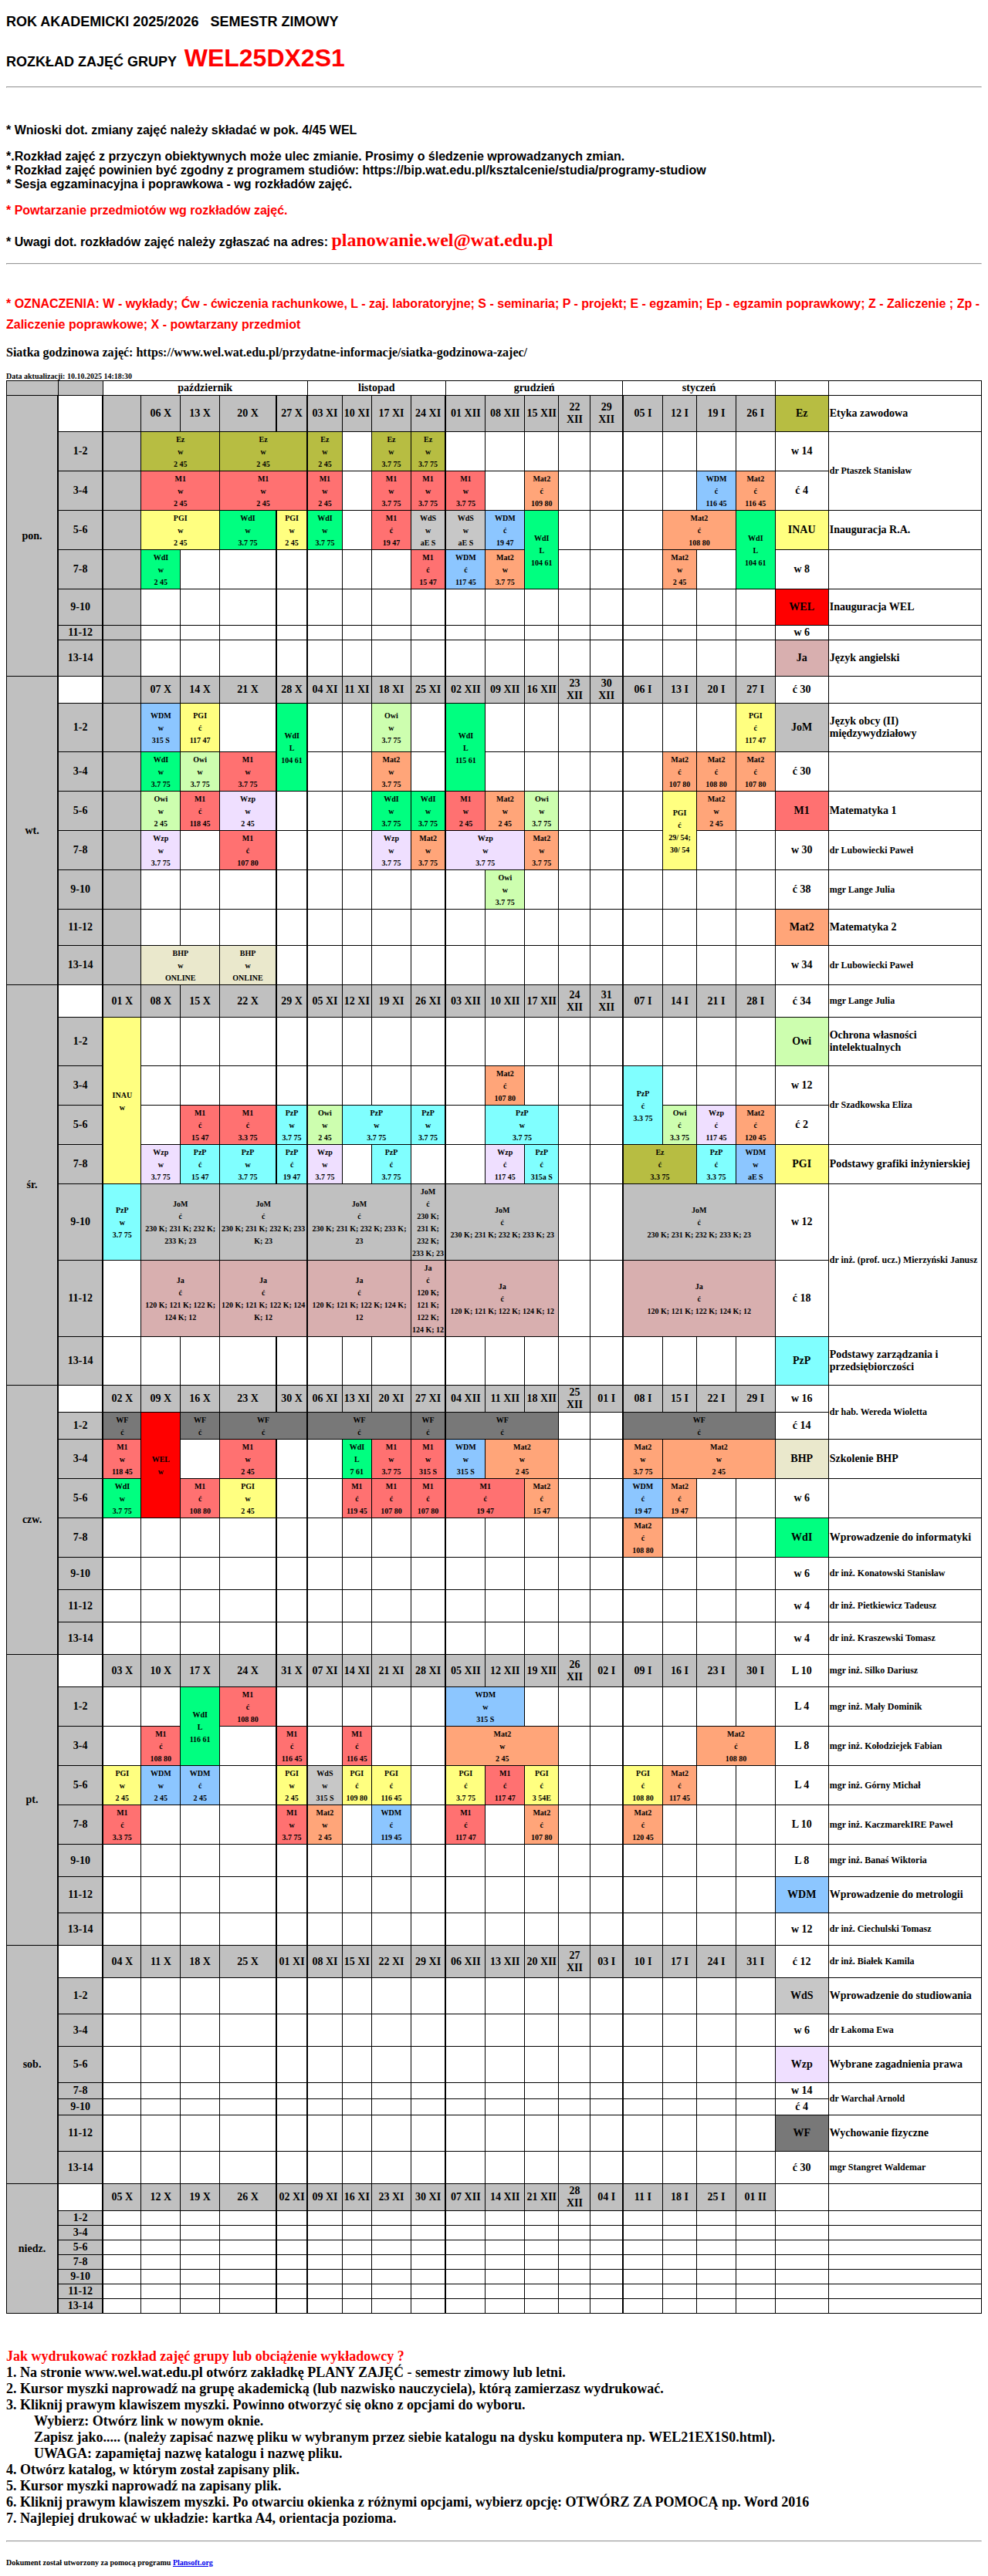 ROK AKADEMICKI 2025/2026 SEMESTR ZIMOWY
ROZKŁAD ZAJĘĆ GRUPY WEL25DX2S1
* Wnioski dot. zmiany zajęć należy składać w pok. 4/45 WEL
*.Rozkład zajęć z przyczyn obiektywnych może ulec zmianie. Prosimy o śledzenie wprowadzanych zmian.
* Rozkład zajęć powinien być zgodny z programem studiów: https://bip.wat.edu.pl/ksztalcenie/studia/programy-studiow
* Sesja egzaminacyjna i poprawkowa - wg rozkładów zajęć.
* Powtarzanie przedmiotów wg rozkładów zajęć.
* Uwagi dot. rozkładów zajęć należy zgłaszać na adres: planowanie.wel@wat.edu.pl
* OZNACZENIA: W - wykłady; Ćw - ćwiczenia rachunkowe, L - zaj. laboratoryjne; S - seminaria; P - projekt; E - egzamin; Ep - egzamin poprawkowy; Z - Zaliczenie ; Zp -
Zaliczenie poprawkowe; X - powtarzany przedmiot
Siatka godzinowa zajęć: https://www.wel.wat.edu.pl/przydatne-informacje/siatka-godzinowa-zajec/
Data aktualizacji: 10.10.2025 14:18:30
październik listopad grudzień styczeń
pon. 06 X 13 X 20 X 27 X 03 XI 10 XI 17 XI 24 XI 01 XII 08 XII 15 XII 22 XII 29 XII 05 I 12 I 19 I 26 I Ez Etyka zawodowa
1-2 Ez w 2 45 Ez w 2 45 Ez w 2 45 Ez w 3.7 75 Ez w 3.7 75 w 14 dr Ptaszek Stanisław
3-4 M1 w 2 45 M1 w 2 45 M1 w 2 45 M1 w 3.7 75 M1 w 3.7 75 M1 w 3.7 75 Mat2 ć 109 80 WDM ć 116 45 Mat2 ć 116 45 ć 4
5-6 PGI w 2 45 WdI w 3.7 75 PGI w 2 45 WdI w 3.7 75 M1 ć 19 47 WdS w aE S WdS w aE S WDM ć 19 47 WdI L 104 61 Mat2 ć 108 80 WdI L 104 61 INAU Inauguracja R.A.
7-8 WdI w 2 45 M1 ć 15 47 WDM ć 117 45 Mat2 w 3.7 75 Mat2 w 2 45 w 8
9-10 WEL Inauguracja WEL
11-12 w 6
13-14 Ja Język angielski
wt. 07 X 14 X 21 X 28 X 04 XI 11 XI 18 XI 25 XI 02 XII 09 XII 16 XII 23 XII 30 XII 06 I 13 I 20 I 27 I ć 30
1-2 WDM w 315 S PGI ć 117 47 WdI L 104 61 Owi w 3.7 75 WdI L 115 61 PGI ć 117 47 JoM Język obcy (II) międzywydziałowy
3-4 WdI w 3.7 75 Owi w 3.7 75 M1 w 3.7 75 Mat2 w 3.7 75 Mat2 ć 107 80 Mat2 ć 108 80 Mat2 ć 107 80 ć 30
5-6 Owi w 2 45 M1 ć 118 45 Wzp w 2 45 WdI w 3.7 75 WdI w 3.7 75 M1 w 2 45 Mat2 w 2 45 Owi w 3.7 75 PGI ć 29/ 54; 30/ 54 Mat2 w 2 45 M1 Matematyka 1
7-8 Wzp w 3.7 75 M1 ć 107 80 Wzp w 3.7 75 Mat2 w 3.7 75 Wzp w 3.7 75 Mat2 w 3.7 75 w 30 dr Lubowiecki Paweł
9-10 Owi w 3.7 75 ć 38 mgr Lange Julia
11-12 Mat2 Matematyka 2
13-14 BHP w ONLINE BHP w ONLINE w 34 dr Lubowiecki Paweł
śr. 01 X 08 X 15 X 22 X 29 X 05 XI 12 XI 19 XI 26 XI 03 XII 10 XII 17 XII 24 XII 31 XII 07 I 14 I 21 I 28 I ć 34 mgr Lange Julia
1-2 INAU w Owi Ochrona własności intelektualnych
3-4 Mat2 ć 107 80 PzP ć 3.3 75 w 12 dr Szadkowska Eliza
5-6 M1 ć 15 47 M1 ć 3.3 75 PzP w 3.7 75 Owi w 2 45 PzP w 3.7 75 PzP w 3.7 75 PzP w 3.7 75 Owi ć 3.3 75 Wzp ć 117 45 Mat2 ć 120 45 ć 2
7-8 Wzp w 3.7 75 PzP ć 15 47 PzP w 3.7 75 PzP ć 19 47 Wzp w 3.7 75 PzP ć 3.7 75 Wzp ć 117 45 PzP ć 315a S Ez ć 3.3 75 PzP ć 3.3 75 WDM w aE S PGI Podstawy grafiki inżynierskiej
9-10 PzP w 3.7 75 JoM ć 230 K; 231 K; 232 K; 233 K; 23 JoM ć 230 K; 231 K; 232 K; 233 K; 23 JoM ć 230 K; 231 K; 232 K; 233 K; 23 JoM ć 230 K; 231 K; 232 K; 233 K; 23 JoM ć 230 K; 231 K; 232 K; 233 K; 23 JoM ć 230 K; 231 K; 232 K; 233 K; 23 w 12 dr inż. (prof. ucz.) Mierzyński Janusz
11-12 Ja ć 120 K; 121 K; 122 K; 124 K; 12 Ja ć 120 K; 121 K; 122 K; 124 K; 12 Ja ć 120 K; 121 K; 122 K; 124 K; 12 Ja ć 120 K; 121 K; 122 K; 124 K; 12 Ja ć 120 K; 121 K; 122 K; 124 K; 12 Ja ć 120 K; 121 K; 122 K; 124 K; 12 ć 18
13-14 PzP Podstawy zarządzania i przedsiębiorczości
czw. 02 X 09 X 16 X 23 X 30 X 06 XI 13 XI 20 XI 27 XI 04 XII 11 XII 18 XII 25 XII 01 I 08 I 15 I 22 I 29 I w 16 dr hab. Wereda Wioletta
1-2 WF ć WEL w WF ć WF ć WF ć WF ć WF ć WF ć ć 14
3-4 M1 w 118 45 M1 w 2 45 WdI L 7 61 M1 w 3.7 75 M1 w 315 S WDM w 315 S Mat2 w 2 45 Mat2 w 3.7 75 Mat2 w 2 45 BHP Szkolenie BHP
5-6 WdI w 3.7 75 M1 ć 108 80 PGI w 2 45 M1 ć 119 45 M1 ć 107 80 M1 ć 107 80 M1 ć 19 47 Mat2 ć 15 47 WDM ć 19 47 Mat2 ć 19 47 w 6
7-8 Mat2 ć 108 80 WdI Wprowadzenie do informatyki
9-10 w 6 dr inż. Konatowski Stanisław
11-12 w 4 dr inż. Pietkiewicz Tadeusz
13-14 w 4 dr inż. Kraszewski Tomasz
pt. 03 X 10 X 17 X 24 X 31 X 07 XI 14 XI 21 XI 28 XI 05 XII 12 XII 19 XII 26 XII 02 I 09 I 16 I 23 I 30 I L 10 mgr inż. Silko Dariusz
1-2 WdI L 116 61 M1 ć 108 80 WDM w 315 S L 4 mgr inż. Mały Dominik
3-4 M1 ć 108 80 M1 ć 116 45 M1 ć 116 45 Mat2 w 2 45 Mat2 ć 108 80 L 8 mgr inż. Kołodziejek Fabian
5-6 PGI w 2 45 WDM w 2 45 WDM ć 2 45 PGI w 2 45 WdS w 315 S PGI ć 109 80 PGI ć 116 45 PGI ć 3.7 75 M1 ć 117 47 PGI ć 3 54E PGI ć 108 80 Mat2 ć 117 45 L 4 mgr inż. Górny Michał
7-8 M1 ć 3.3 75 M1 w 3.7 75 Mat2 w 2 45 WDM ć 119 45 M1 ć 117 47 Mat2 ć 107 80 Mat2 ć 120 45 L 10 mgr inż. KaczmarekIRE Paweł
9-10 L 8 mgr inż. Banaś Wiktoria
11-12 WDM Wprowadzenie do metrologii
13-14 w 12 dr inż. Ciechulski Tomasz
sob. 04 X 11 X 18 X 25 X 01 XI 08 XI 15 XI 22 XI 29 XI 06 XII 13 XII 20 XII 27 XII 03 I 10 I 17 I 24 I 31 I ć 12 dr inż. Białek Kamila
1-2 WdS Wprowadzenie do studiowania
3-4 w 6 dr Łakoma Ewa
5-6 Wzp Wybrane zagadnienia prawa
7-8 w 14 dr Warchał Arnold
9-10 ć 4
11-12 WF Wychowanie fizyczne
13-14 ć 30 mgr Stangret Waldemar
niedz. 05 X 12 X 19 X 26 X 02 XI 09 XI 16 XI 23 XI 30 XI 07 XII 14 XII 21 XII 28 XII 04 I 11 I 18 I 25 I 01 II
1-2
3-4
5-6
7-8
9-10
11-12
13-14
Jak wydrukować rozkład zajęć grupy lub obciążenie wykładowcy ?
1. Na stronie www.wel.wat.edu.pl otwórz zakładkę PLANY ZAJĘĆ - semestr zimowy lub letni.
2. Kursor myszki naprowadź na grupę akademicką (lub nazwisko nauczyciela), którą zamierzasz wydrukować.
3. Kliknij prawym klawiszem myszki. Powinno otworzyć się okno z opcjami do wyboru.
Wybierz: Otwórz link w nowym oknie.
Zapisz jako..... (należy zapisać nazwę pliku w wybranym przez siebie katalogu na dysku komputera np. WEL21EX1S0.html).
UWAGA: zapamiętaj nazwę katalogu i nazwę pliku.
4. Otwórz katalog, w którym został zapisany plik.
5. Kursor myszki naprowadź na zapisany plik.
6. Kliknij prawym klawiszem myszki. Po otwarciu okienka z różnymi opcjami, wybierz opcję: OTWÓRZ ZA POMOCĄ np. Word 2016
7. Najlepiej drukować w układzie: kartka A4, orientacja pozioma.
Dokument został utworzony za pomocą programu Plansoft.org